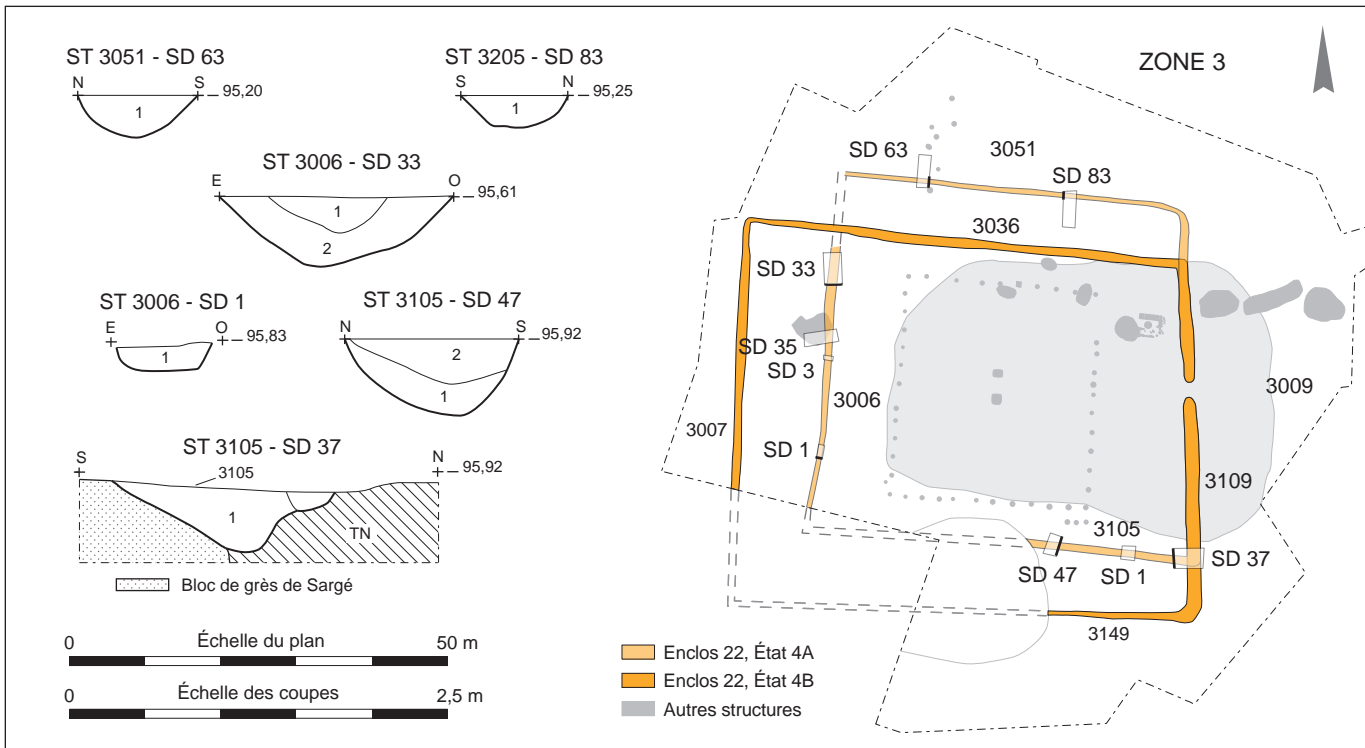 ST 3051 - SD 63
N
S
95,20
1
ST 3205 - SD 83
S
N
95,25
1
ST 3006 - SD 33
E
O
95,61
1
2
ST 3006 - SD 1
E
O
95,83
1
ST 3105 - SD 47
N
S
95,92
2
1
ST 3105 - SD 37
S
N
95,92
3105
1
TN
Bloc de grès de Sargé
0 Échelle du plan 50 m
0 Échelle des coupes 2,5 m
ZONE 3
SD 63
3051
SD 83
3036
SD 33
SD 35
SD 3
3006
3007
SD 1
3009
3109
3105
SD 47
SD 1
SD 37
3149
Enclos 22, État 4A
Enclos 22, État 4B
Autres structures